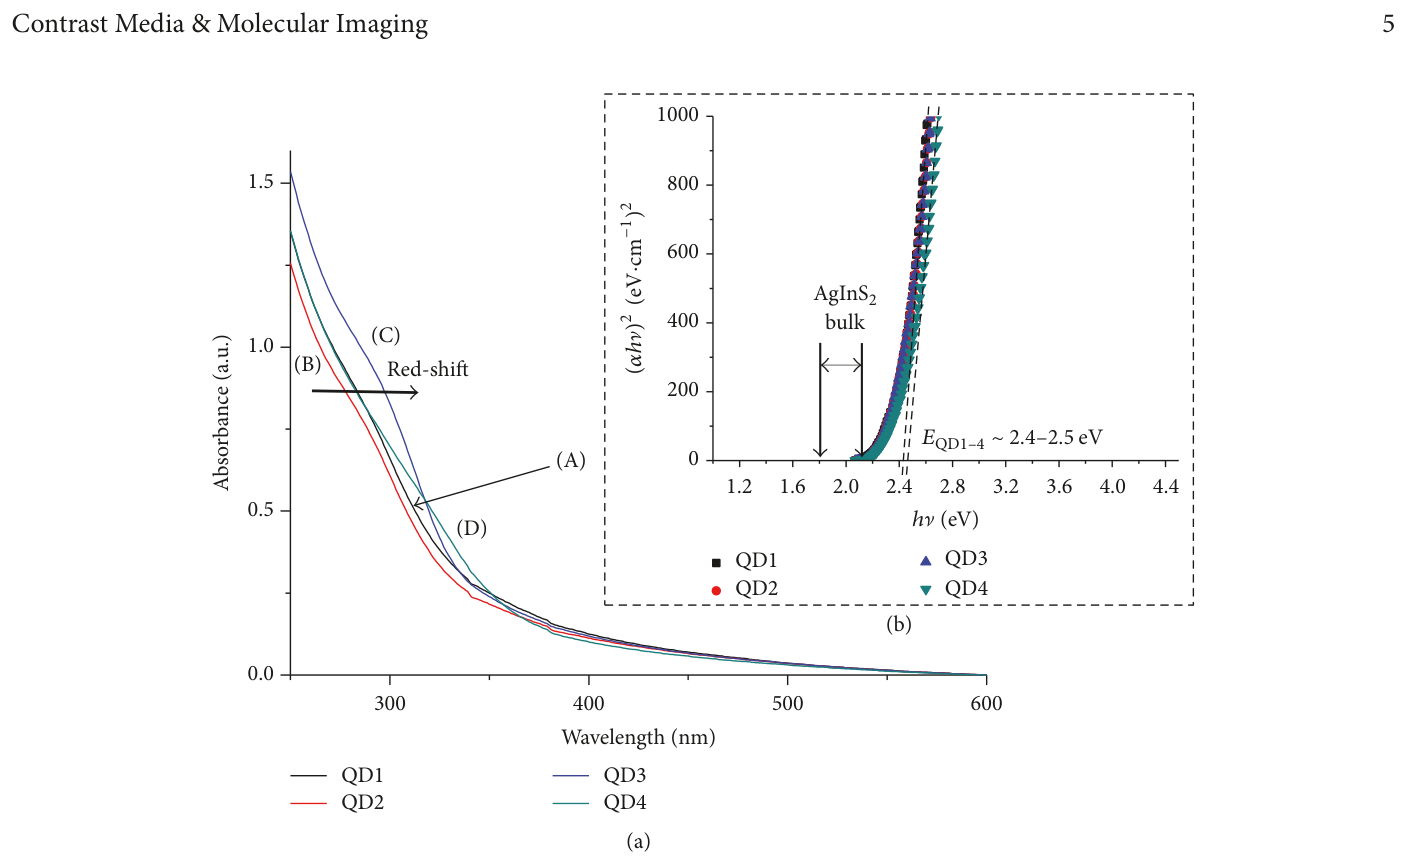 Contrast Media & Molecular Imaging
5
1.5
1.0
0.5
0.0
Absorbance (a.u.)
300
400
500
600
Wavelength (nm)
(A)
(B)
(C)
(D)
Red-shift
QD1
QD2
QD3
QD4
(a)
1000
800
600
400
200
0
(αhν)² (eV·cm⁻¹)²
AgInS₂
bulk
E_QD1–4 ~ 2.4–2.5 eV
1.2
1.6
2.0
2.4
2.8
3.2
3.6
4.0
4.4
hν (eV)
QD1
QD2
QD3
QD4
(b)